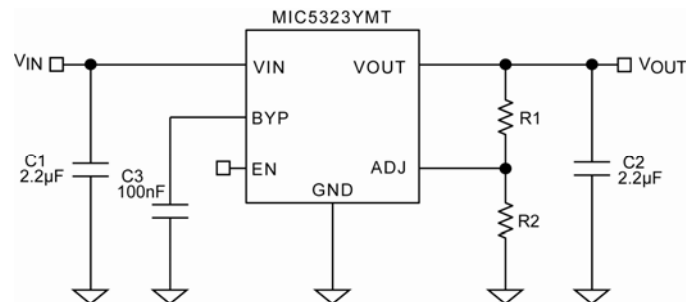 MIC5323YMT
VIN
VIN
VOUT
VOUT
BYP
R1
C1
2.2µF
C3
100nF
EN
ADJ
C2
2.2µF
GND
R2